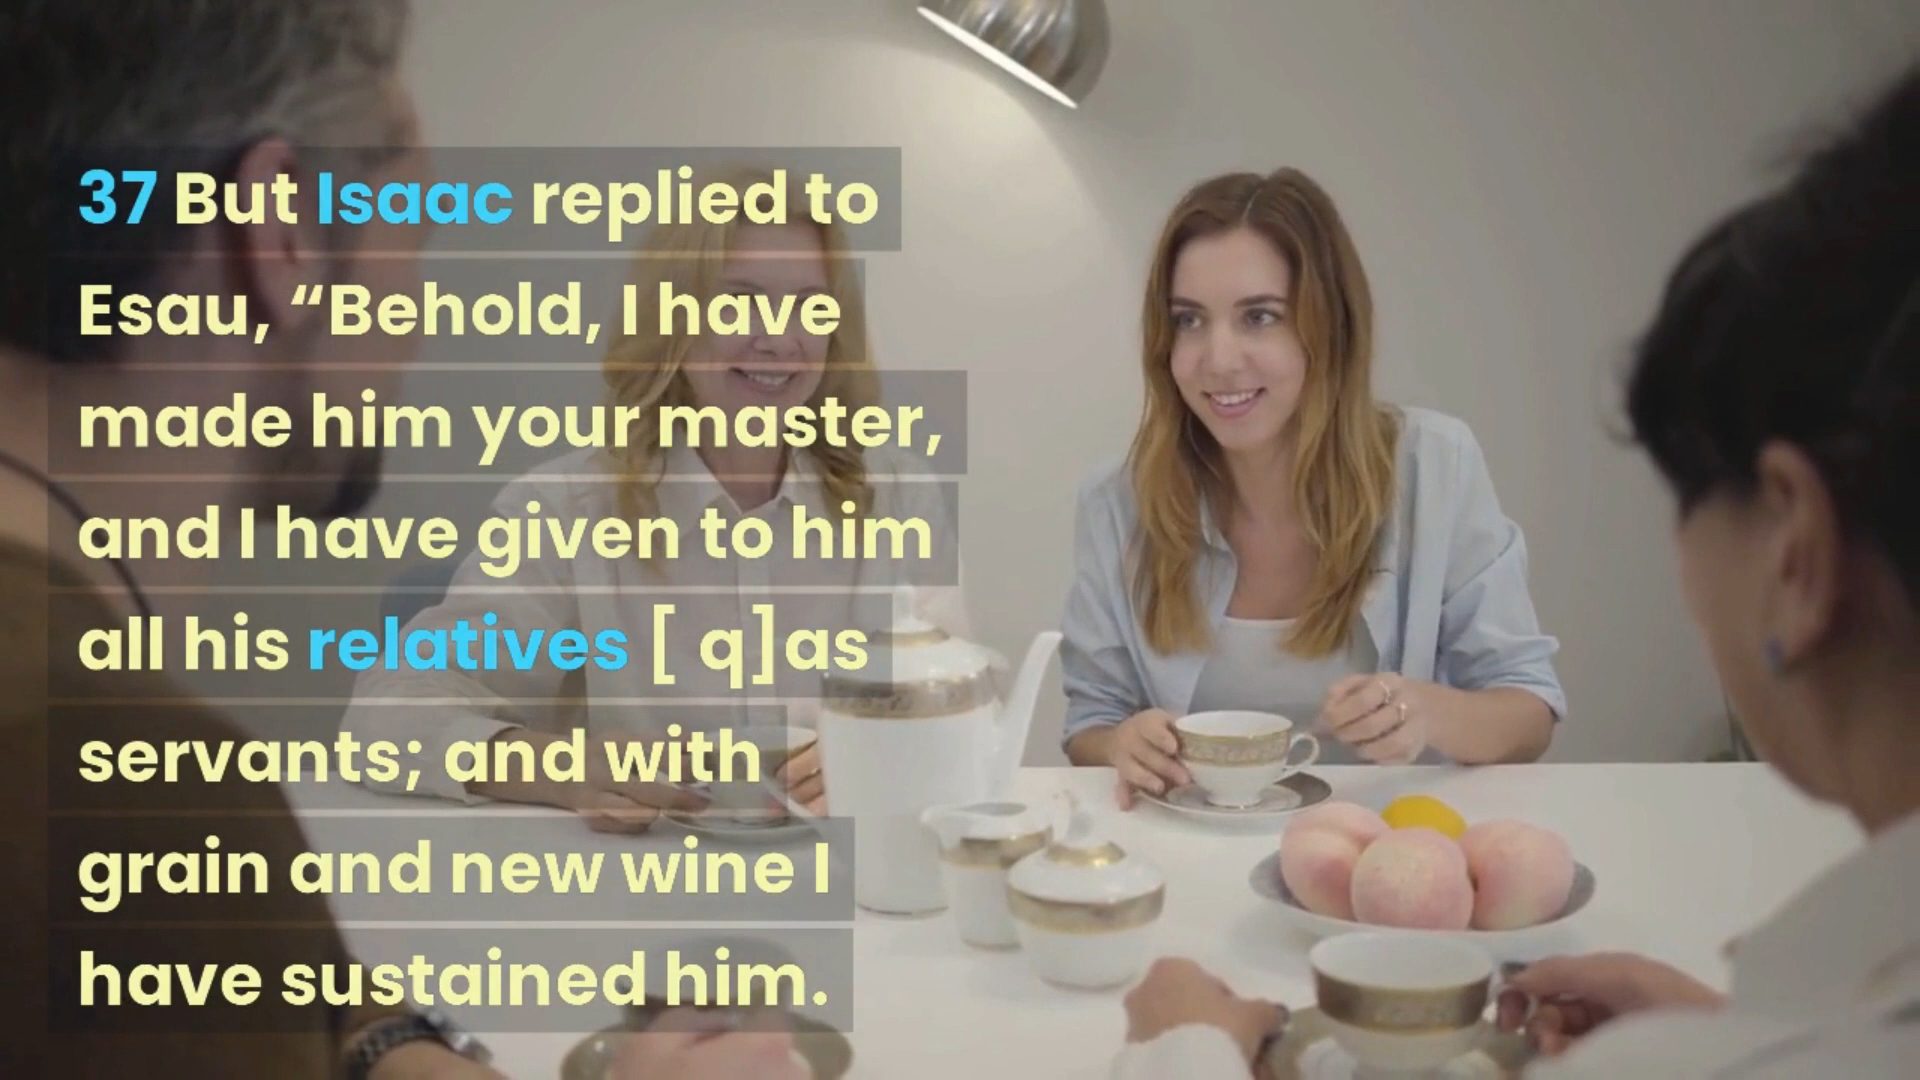 37 But Isaac replied to
Esau, “Behold, I have
made him your master,
and I have given to him
all his relatives [ q]as
servants; and with
grain and new wine I
have sustained him.